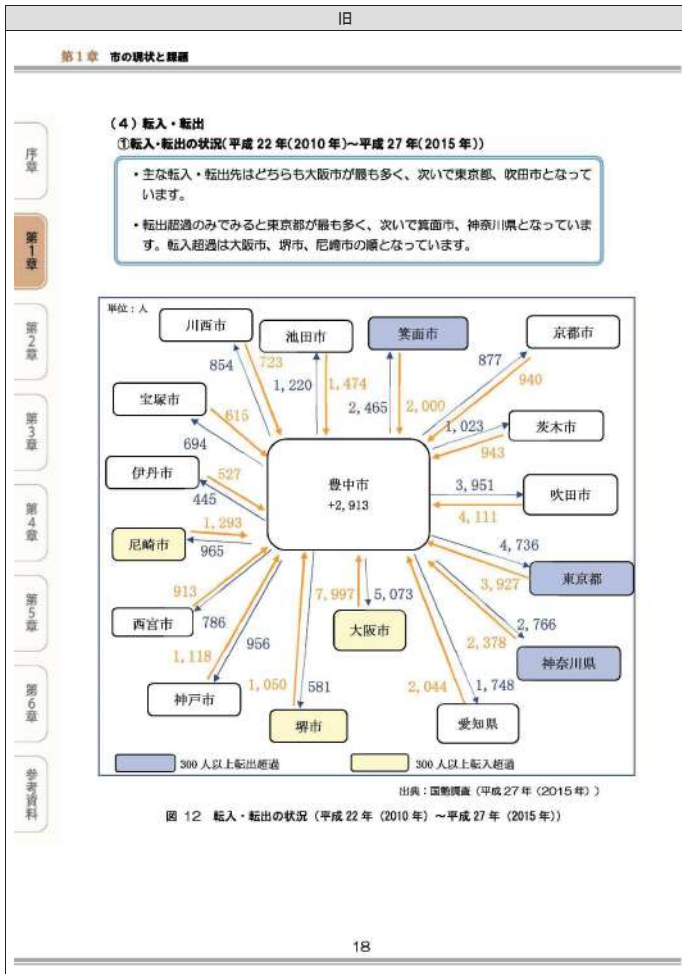 旧
第1章 市の現状と課題
(4)転入・転出
①転入・転出の状況(平成22年(2010年)~平成27年(2015年))
・主な転入・転出先はどちらも大阪市が最も多く、次いで東京都、吹田市となって
います。
・転出超過のみでみると東京都が最も多く、次いで箕面市、神奈川県となっていま
す。転入超過は大阪市、堺市、尼崎市の順となっています。
序章
第1章
第2章
第3章
第4章
第5章
第6章
参考資料
単位:人
川西市
池田市
箕面市
京都市
854
723
1,220
1,474
2,465
2,000
877
940
宝塚市
615
694
1,023
943
茨木市
伊丹市
527
445
豊中市
+2,913
3,951
4,111
吹田市
尼崎市
1,293
965
4,736
3,927
東京都
西宮市
913
786
7,997
5,073
大阪市
2,766
2,378
神奈川県
神戸市
1,118
956
1,050
581
堺市
2,044
1,748
愛知県
300人以上転出超過
300人以上転入超過
出典:国勢調査(平成27年(2015年))
図 12 転入・転出の状況(平成22年(2010年)~平成27年(2015年))
18